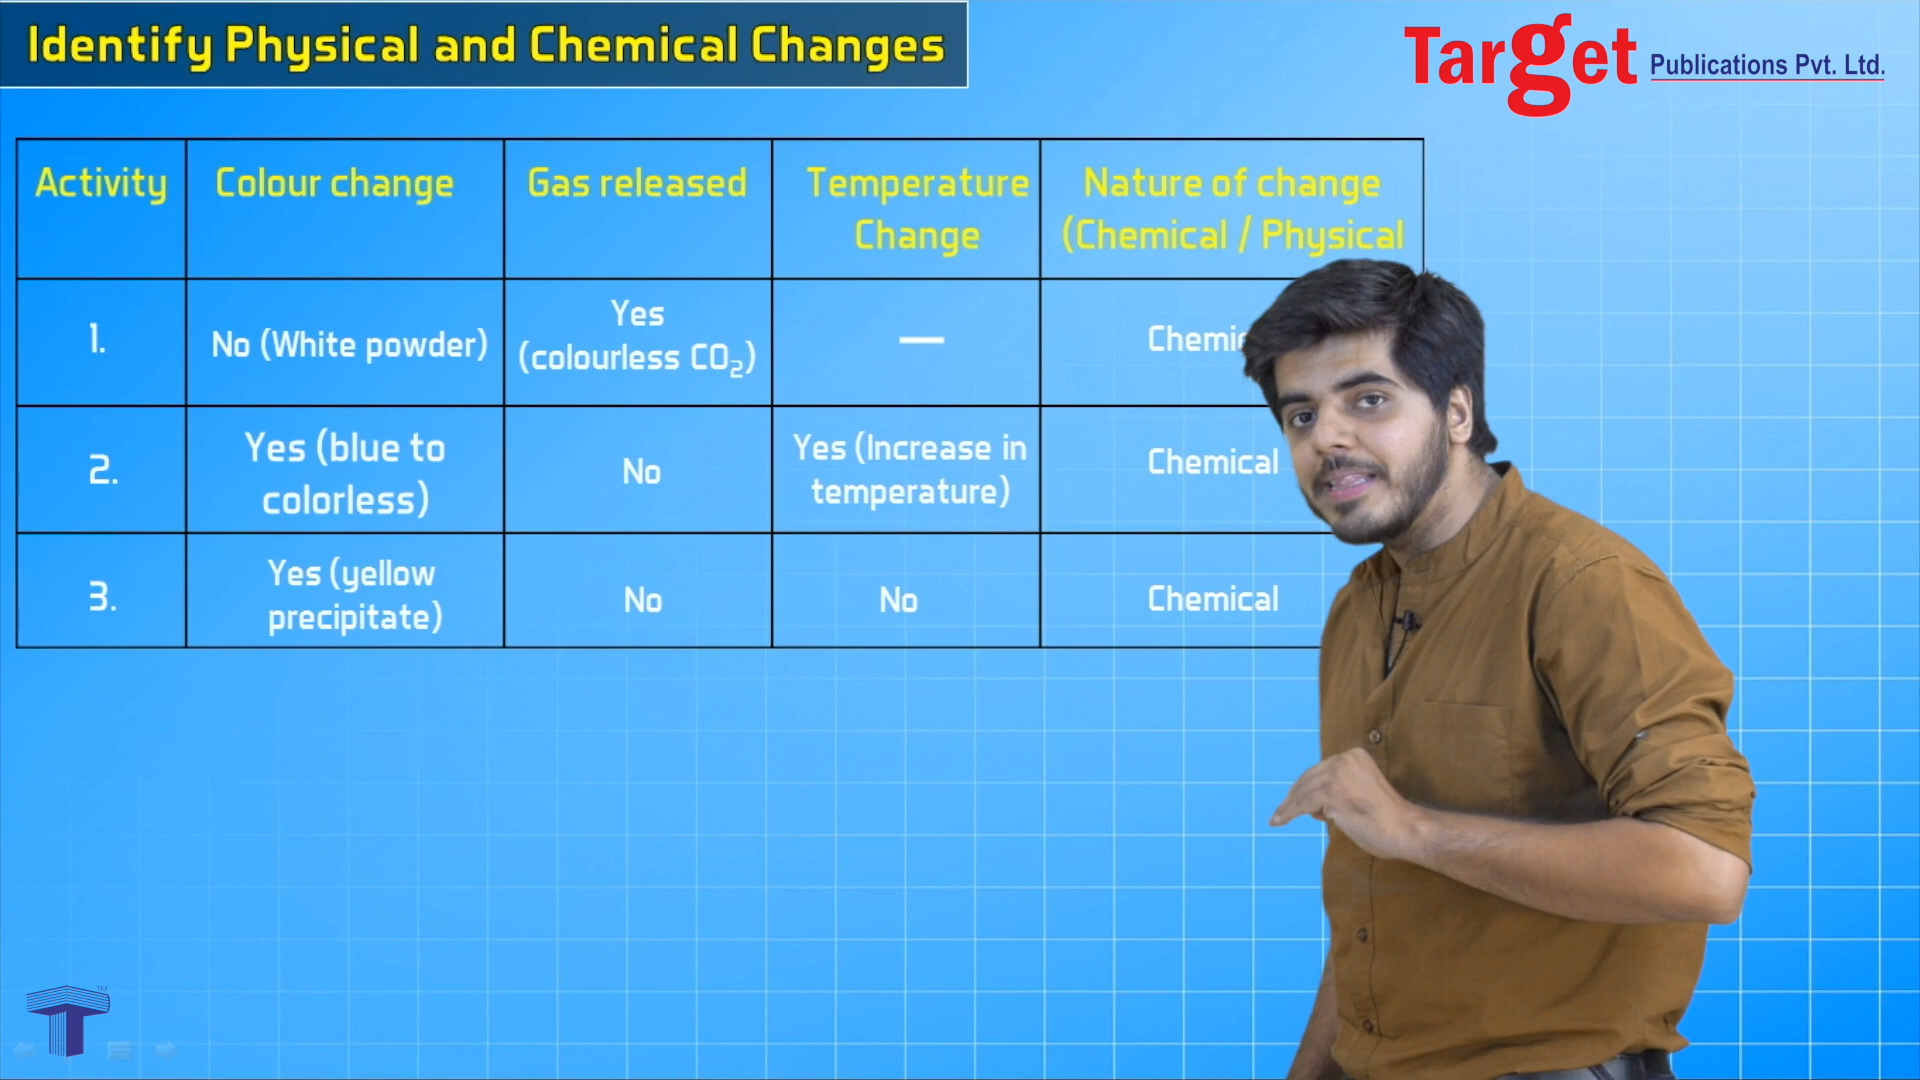 Identify Physical and Chemical Changes
Target Publications Pvt. Ltd.
Activity
Colour change
Gas released
Temperature
Change
Nature of change
(Chemical / Physical
1.
No (White powder)
Yes
(colourless CO₂)
—
2.
Yes (blue to
colorless)
No
Yes (Increase in
temperature)
Chemical
3.
Yes (yellow
precipitate)
No
No
Chemical
T
TM